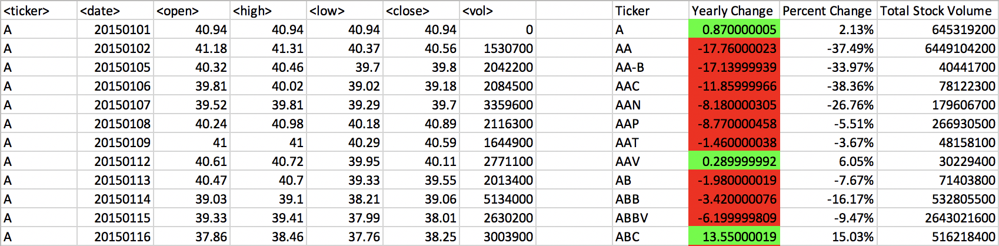 <ticker> <date> <open> <high> <low> <close> <vol> Ticker Yearly Change Percent Change Total Stock Volume
A 20150101 40.94 40.94 40.94 40.94 0 A 0.870000005 2.13% 645319200
A 20150102 41.18 41.31 40.37 40.56 1530700 AA -17.76000023 -37.49% 6449104200
A 20150105 40.32 40.46 39.7 39.8 2042200 AA-B -17.13999939 -33.97% 40441700
A 20150106 39.81 40.02 39.02 39.18 2084500 AAC -11.85999966 -38.36% 78122300
A 20150107 39.52 39.81 39.29 39.7 3359600 AAN -8.180000305 -26.76% 179606700
A 20150108 40.24 40.98 40.18 40.89 2116300 AAP -8.770000458 -5.51% 266930500
A 20150109 41 41 40.29 40.59 1644900 AAT -1.460000038 -3.67% 48158100
A 20150112 40.61 40.72 39.95 40.11 2771100 AAV 0.289999992 6.05% 30229400
A 20150113 40.47 40.7 39.33 39.55 2013400 AB -1.980000019 -7.67% 71403800
A 20150114 39.03 39.1 38.21 39.06 5134000 ABB -3.420000076 -16.17% 532805500
A 20150115 39.33 39.41 37.99 38.01 2630200 ABBV -6.199999809 -9.47% 2643021600
A 20150116 37.86 38.46 37.76 38.25 3003900 ABC 13.55000019 15.03% 516218400